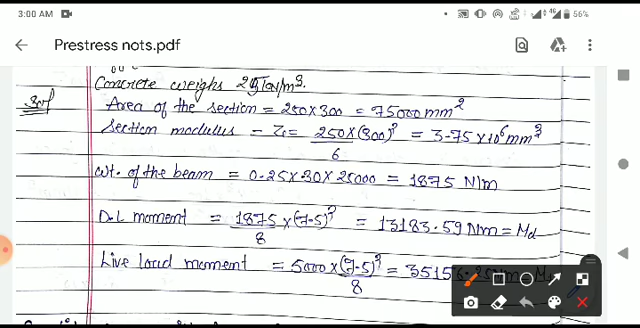 3:00 AM
4G
56%
Prestress nots.pdf
Concrete weighs 25 kN/m³.
Sol
Area of the section = 250 × 300 = 75000 mm²
Section modulus = Z = 250 × (300)² = 3.75 × 10⁶ mm³
6
wt. of the beam = 0.25 × 30 × 25000 = 1875 N/m
D.L moment = 1875 × (7.5)² = 13183.59 Nm = Md
8
Live load moment = 5000 × (7.5)² = 35156.25 Nm = M
8